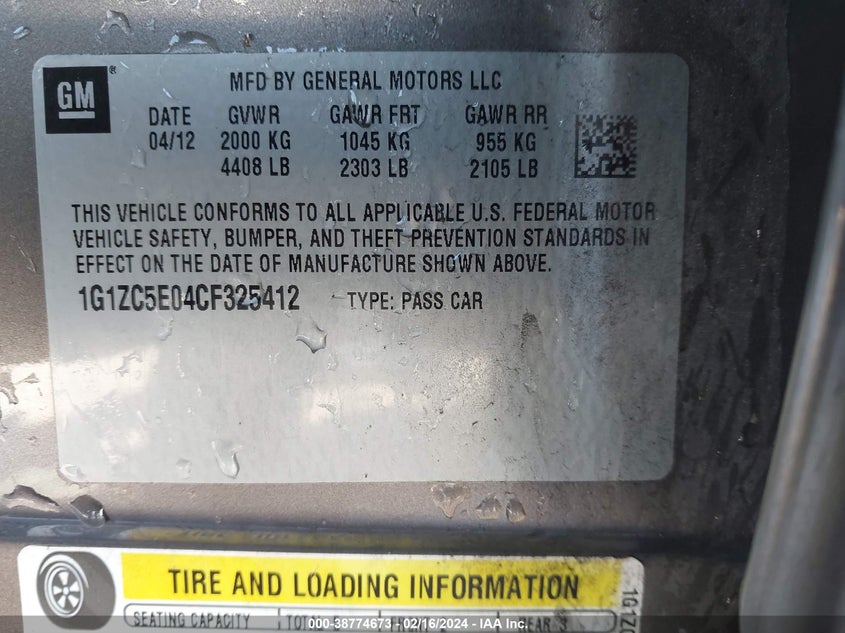 GM ®
MFD BY GENERAL MOTORS LLC
DATE GVWR GAWR FRT GAWR RR
04/12 2000 KG 1045 KG 955 KG
4408 LB 2303 LB 2105 LB
THIS VEHICLE CONFORMS TO ALL APPLICABLE U.S. FEDERAL MOTOR
VEHICLE SAFETY, BUMPER, AND THEFT PREVENTION STANDARDS IN
EFFECT ON THE DATE OF MANUFACTURE SHOWN ABOVE.
1G1ZC5E04CF325412 TYPE: PASS CAR
TIRE AND LOADING INFORMATION
1G1ZC
SEATING CAPACITY
000-38774673 - 02/16/2024 - IAA Inc.